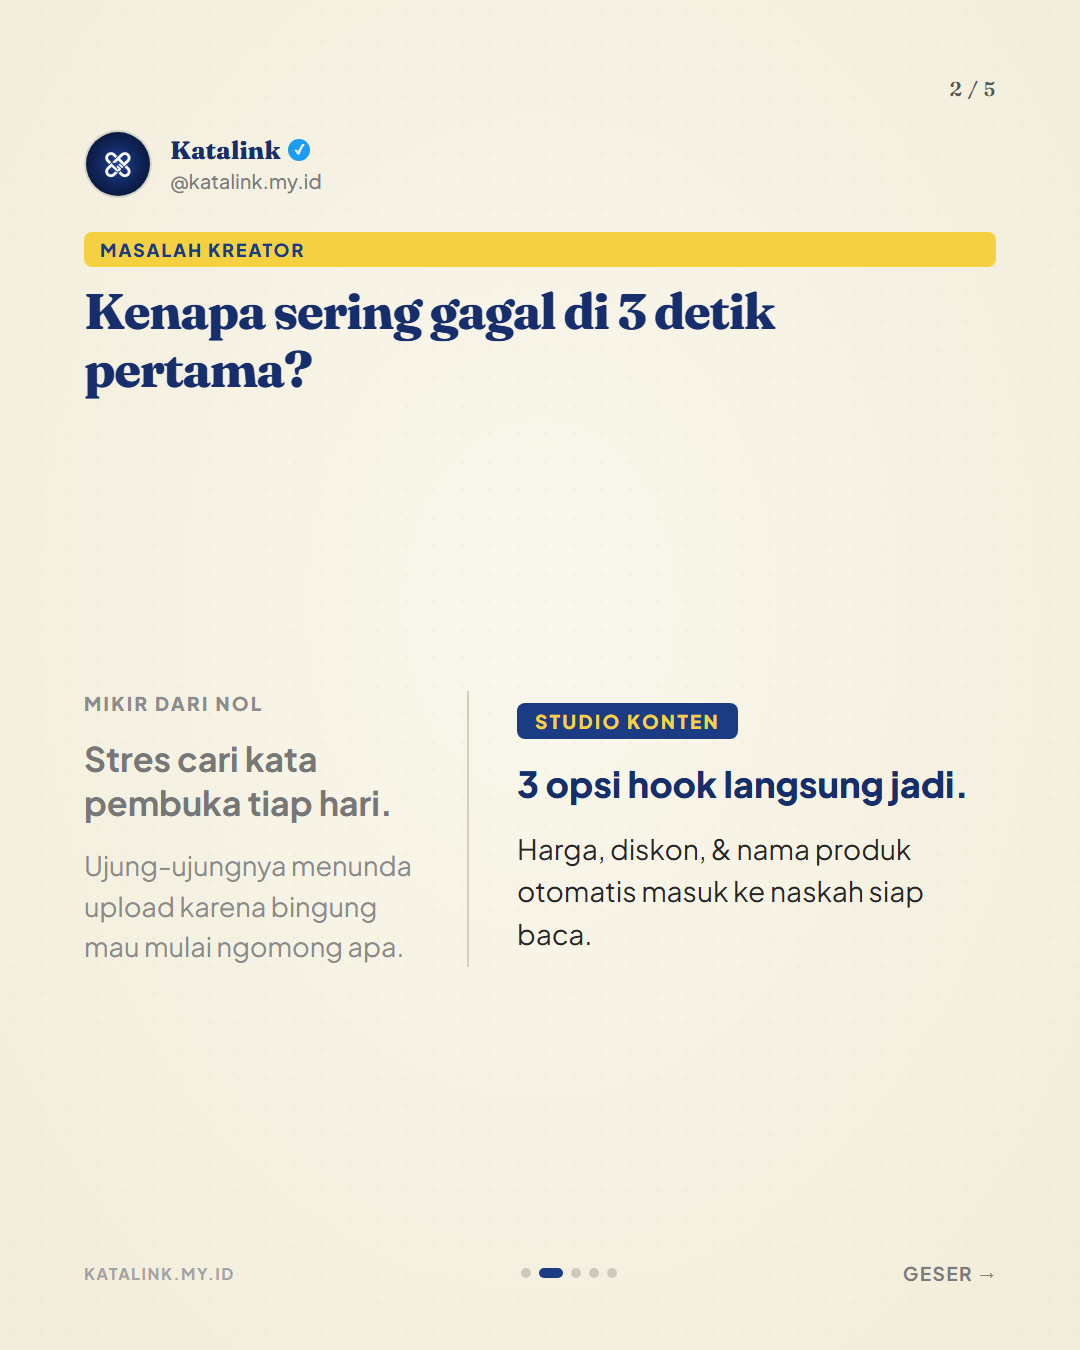 2 / 5
Katalink
@katalink.my.id
MASALAH KREATOR
Kenapa sering gagal di 3 detik
pertama?
MIKIR DARI NOL
Stres cari kata
pembuka tiap hari.
Ujung-ujungnya menunda
upload karena bingung
mau mulai ngomong apa.
STUDIO KONTEN
3 opsi hook langsung jadi.
Harga, diskon, & nama produk
otomatis masuk ke naskah siap
baca.
KATALINK.MY.ID
GESER →